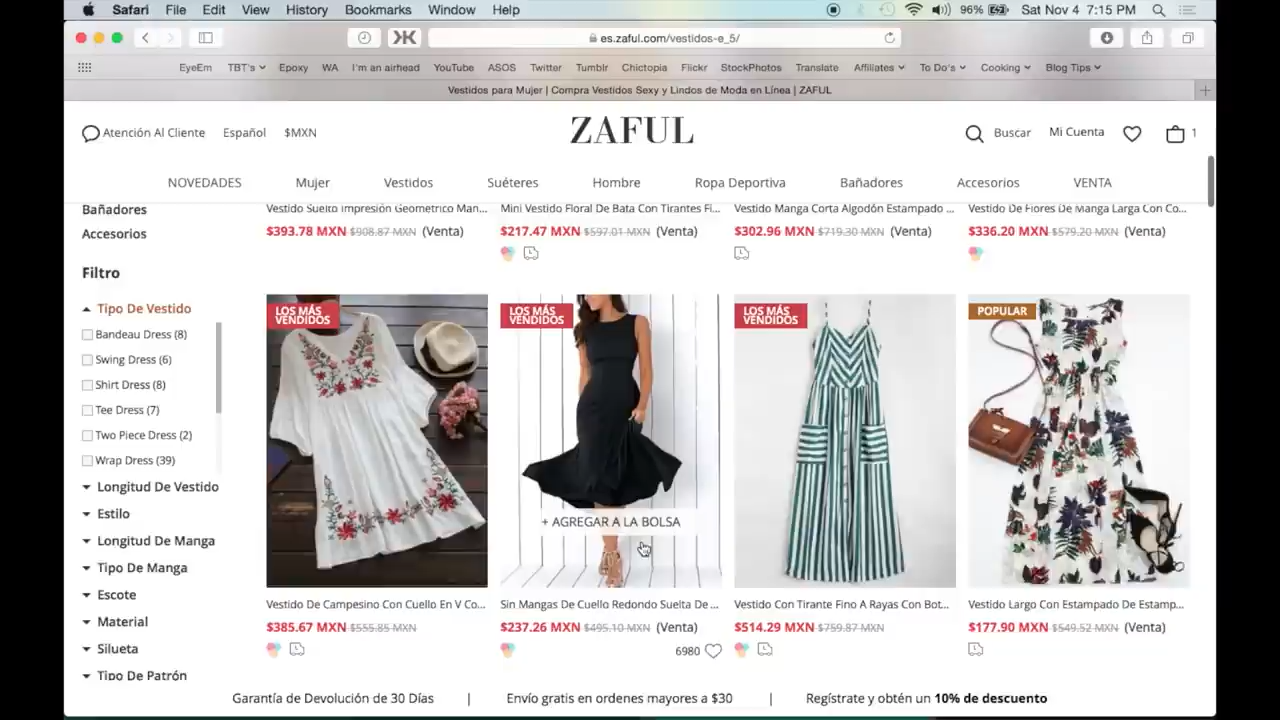 Safari File Edit View History Bookmarks Window Help 96% Sat Nov 4 7:15 PM
es.zaful.com/vestidos-e_5/
EyeEm TBT's Epoxy WA I'm an airhead YouTube ASOS Twitter Tumblr Chictopia Flickr StockPhotos Translate Affiliates To Do's Cooking Blog Tips
Vestidos para Mujer | Compra Vestidos Sexy y Lindos de Moda en Línea | ZAFUL
Atención Al Cliente Español $MXN ZAFUL Buscar Mi Cuenta 1
NOVEDADES Mujer Vestidos Suéteres Hombre Ropa Deportiva Bañadores Accesorios VENTA
Bañadores
Accesorios
Filtro
Tipo De Vestido
Bandeau Dress (8)
Swing Dress (6)
Shirt Dress (8)
Tee Dress (7)
Two Piece Dress (2)
Wrap Dress (39)
Longitud De Vestido
Estilo
Longitud De Manga
Tipo De Manga
Escote
Material
Silueta
Tipo De Patrón
Vestido Suelto Impresión Geométrico Man... Mini Vestido Floral De Bata Con Tirantes Fi... Vestido Manga Corta Algodón Estampado ... Vestido De Flores De Manga Larga Con Co...
$393.78 MXN $908.87 MXN (Venta) $217.47 MXN $597.01 MXN (Venta) $302.96 MXN $719.30 MXN (Venta) $336.20 MXN $579.20 MXN (Venta)
LOS MÁS
VENDIDOS
LOS MÁS
VENDIDOS
+ AGREGAR A LA BOLSA
LOS MÁS
VENDIDOS
POPULAR
Vestido De Campesino Con Cuello En V Co... Sin Mangas De Cuello Redondo Suelta De ... Vestido Con Tirante Fino A Rayas Con Bot... Vestido Largo Con Estampado De Estamp...
$385.67 MXN $555.85 MXN $237.26 MXN $495.10 MXN (Venta) $514.29 MXN $759.87 MXN $177.90 MXN $549.52 MXN (Venta)
6980
Garantía de Devolución de 30 Días | Envío gratis en ordenes mayores a $30 | Regístrate y obtén un 10% de descuento